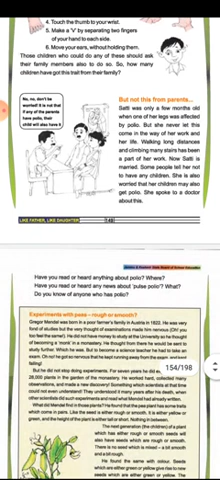 4. Touch the thumb to your wrist.
5. Make a 'V' by separating two fingers
of your hand to each side.
6. Move your ears, without holding them.
Those children who could do any of these should ask
their family members also to do so. So, how many
children have got this trait from their family?
No, no, don't be
worried! It is not that
if any of the parents
have polio, their
child will also have it.
But not this from parents...
Satti was only a few months old
when one of her legs was affected
by polio. But she never let this
come in the way of her work and
her life. Walking long distances
and climbing many stairs has been
a part of her work. Now Satti is
married. Some people tell her not
to have any children. She is also
worried that her children may also
get polio. She spoke to a doctor
about this.
LIKE FATHER, LIKE DAUGHTER
148
Have you read or heard anything about polio? Where?
Have you read or heard any news about 'pulse polio'? What?
Do you know of anyone who has polio?
Experiments with peas – rough or smooth?
Gregor Mendel was born in a poor farmer's family in Austria in 1822. He was very
fond of studies but the very thought of examinations made him nervous (Oh! you
too feel the same!). He did not have money to study at the University so he thought
of becoming a 'monk' in a monastery. He thought from there he would be sent to
study further. Which he was. But to become a science teacher he had to take an
exam. Oh no! he got so nervous that he kept running away from the exam, and kept
failing!
154/198
But he did not stop doing experiments. For seven years he did
28,000 plants in the garden of the monastery. He worked hard, collected many
observations, and made a new discovery! Something which scientists at that time
could not even understand! They understood it many years after his death, when
other scientists did such experiments and read what Mendel had already written.
What did Mendel find in those plants? He found that the pea plant has some traits
which come in pairs. Like the seed is either rough or smooth. It is either yellow or
green, and the height of the plant is either tall or short. Nothing in between.
The next generation (the children) of a plant
which has either rough or smooth seeds will
also have seeds which are rough or smooth.
There is no seed which is mixed – a bit smooth
and a bit rough.
He found the same with colour. Seeds
which are either green or yellow give rise to new
seeds which are either green or yellow. The